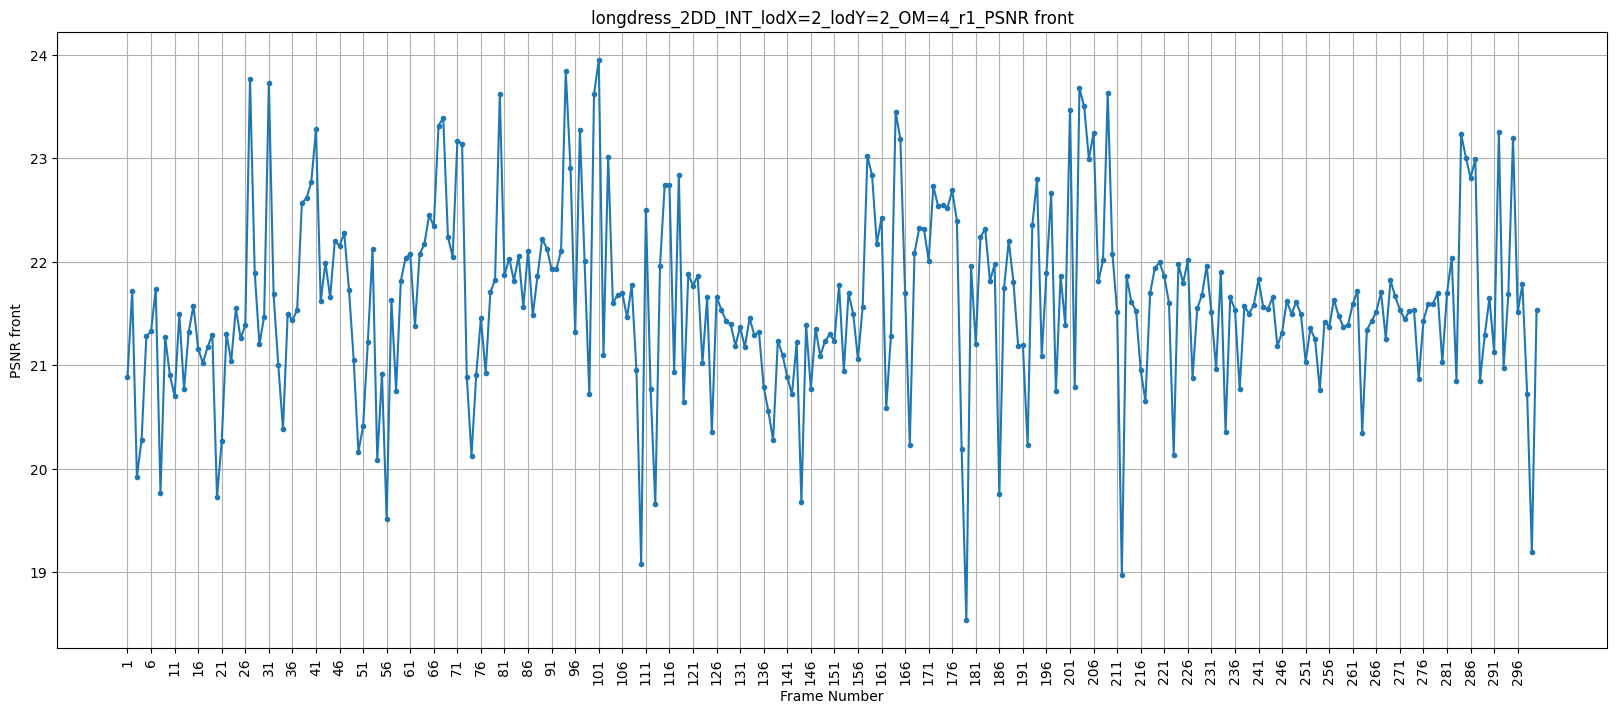 longdress_2DD_INT_lodX=2_lodY=2_OM=4_r1_PSNR front
PSNR front
24
23
22
21
20
19
1 6 11 16 21 26 31 36 41 46 51 56 61 66 71 76 81 86 91 96 101 106 111 116 121 126 131 136 141 146 151 156 161 166 171 176 181 186 191 196 201 206 211 216 221 226 231 236 241 246 251 256 261 266 271 276 281 286 291 296
Frame Number